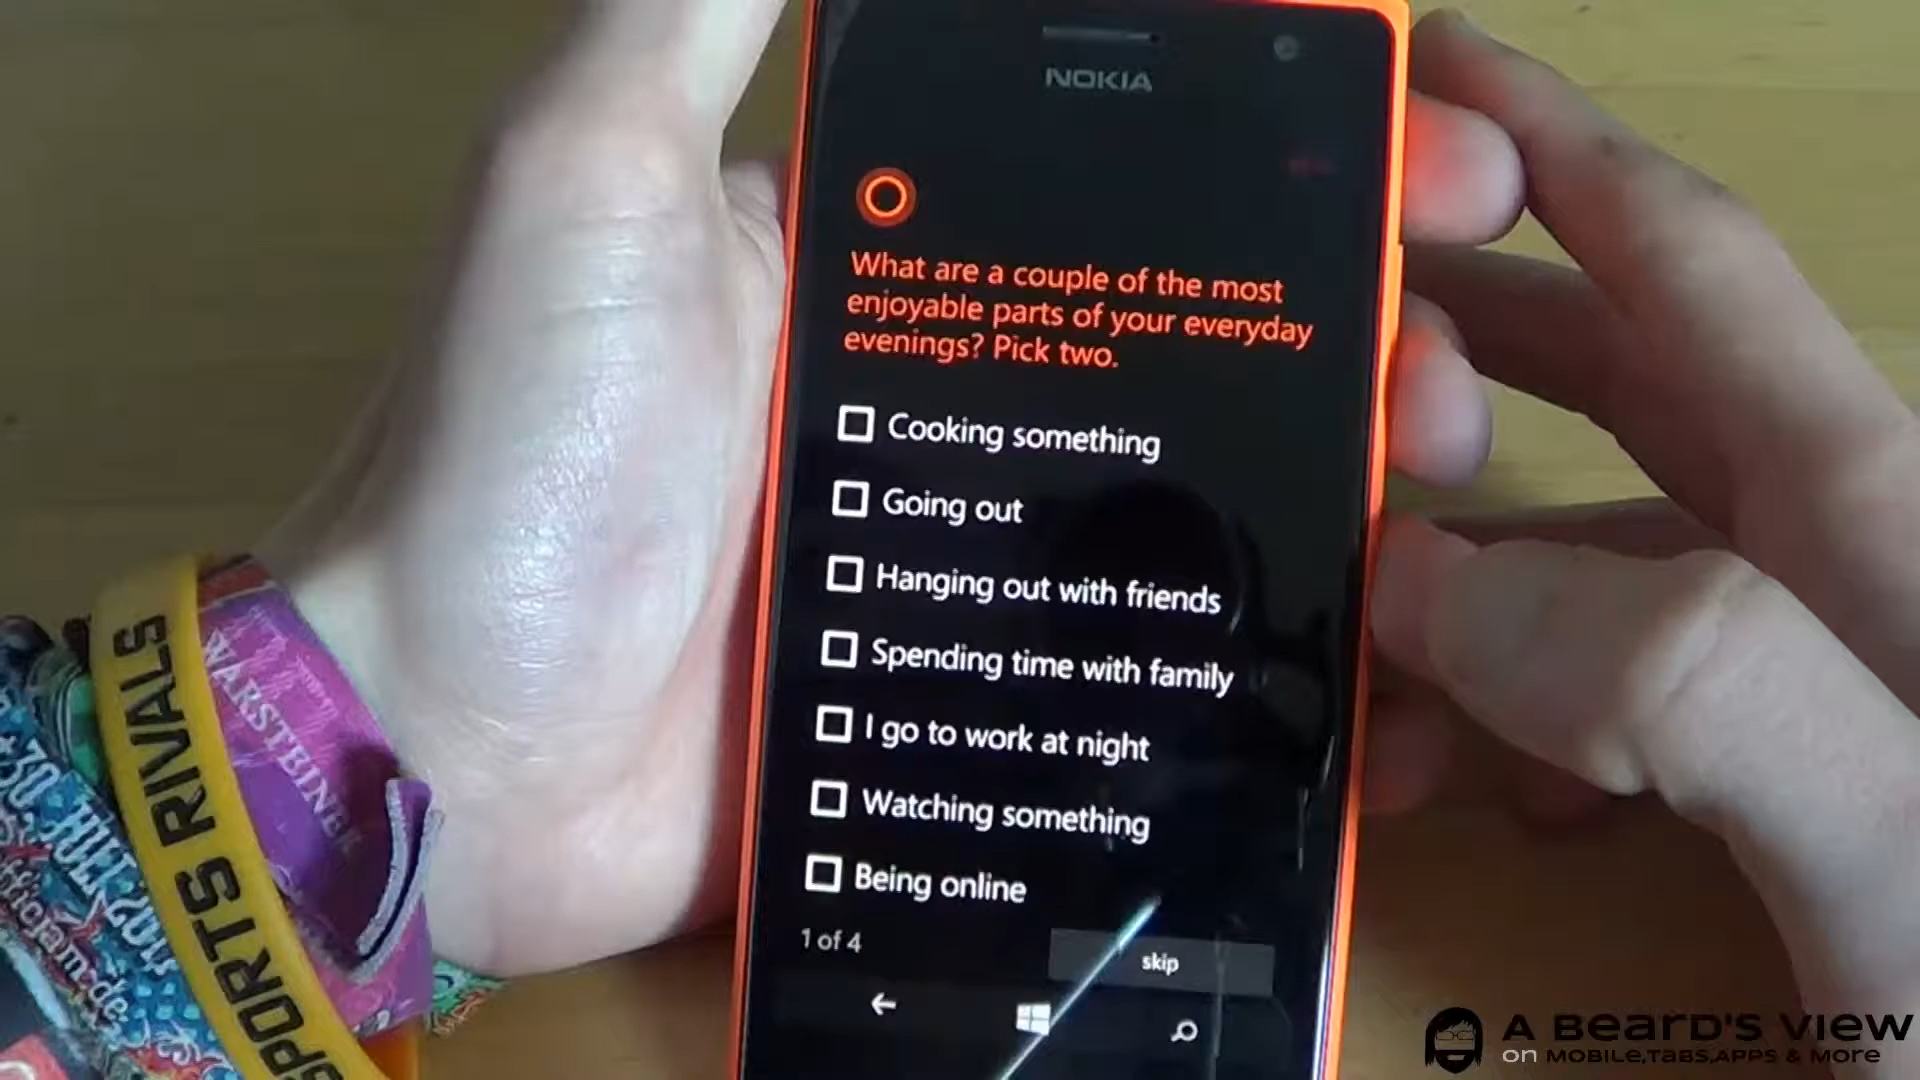 NOKIA
What are a couple of the most
enjoyable parts of your everyday
evenings? Pick two.
Cooking something
Going out
Hanging out with friends
Spending time with family
I go to work at night
Watching something
Being online
1 of 4
skip
SPORTS RIVALS
WARSTEINER
A BEARD'S VIEW
on MOBILE,TABS,APPS & MORE